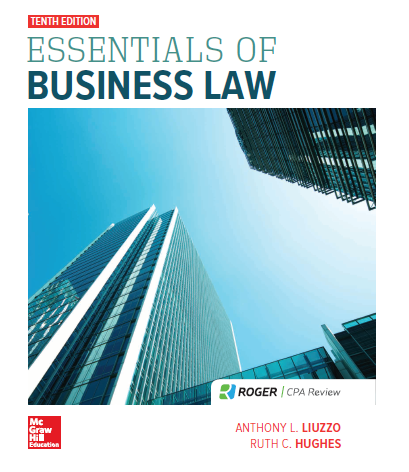 TENTH EDITION
ESSENTIALS OF
BUSINESS LAW
ROGER | CPA Review
Mc
Graw
Hill
Education
ANTHONY L. LIUZZO
RUTH C. HUGHES